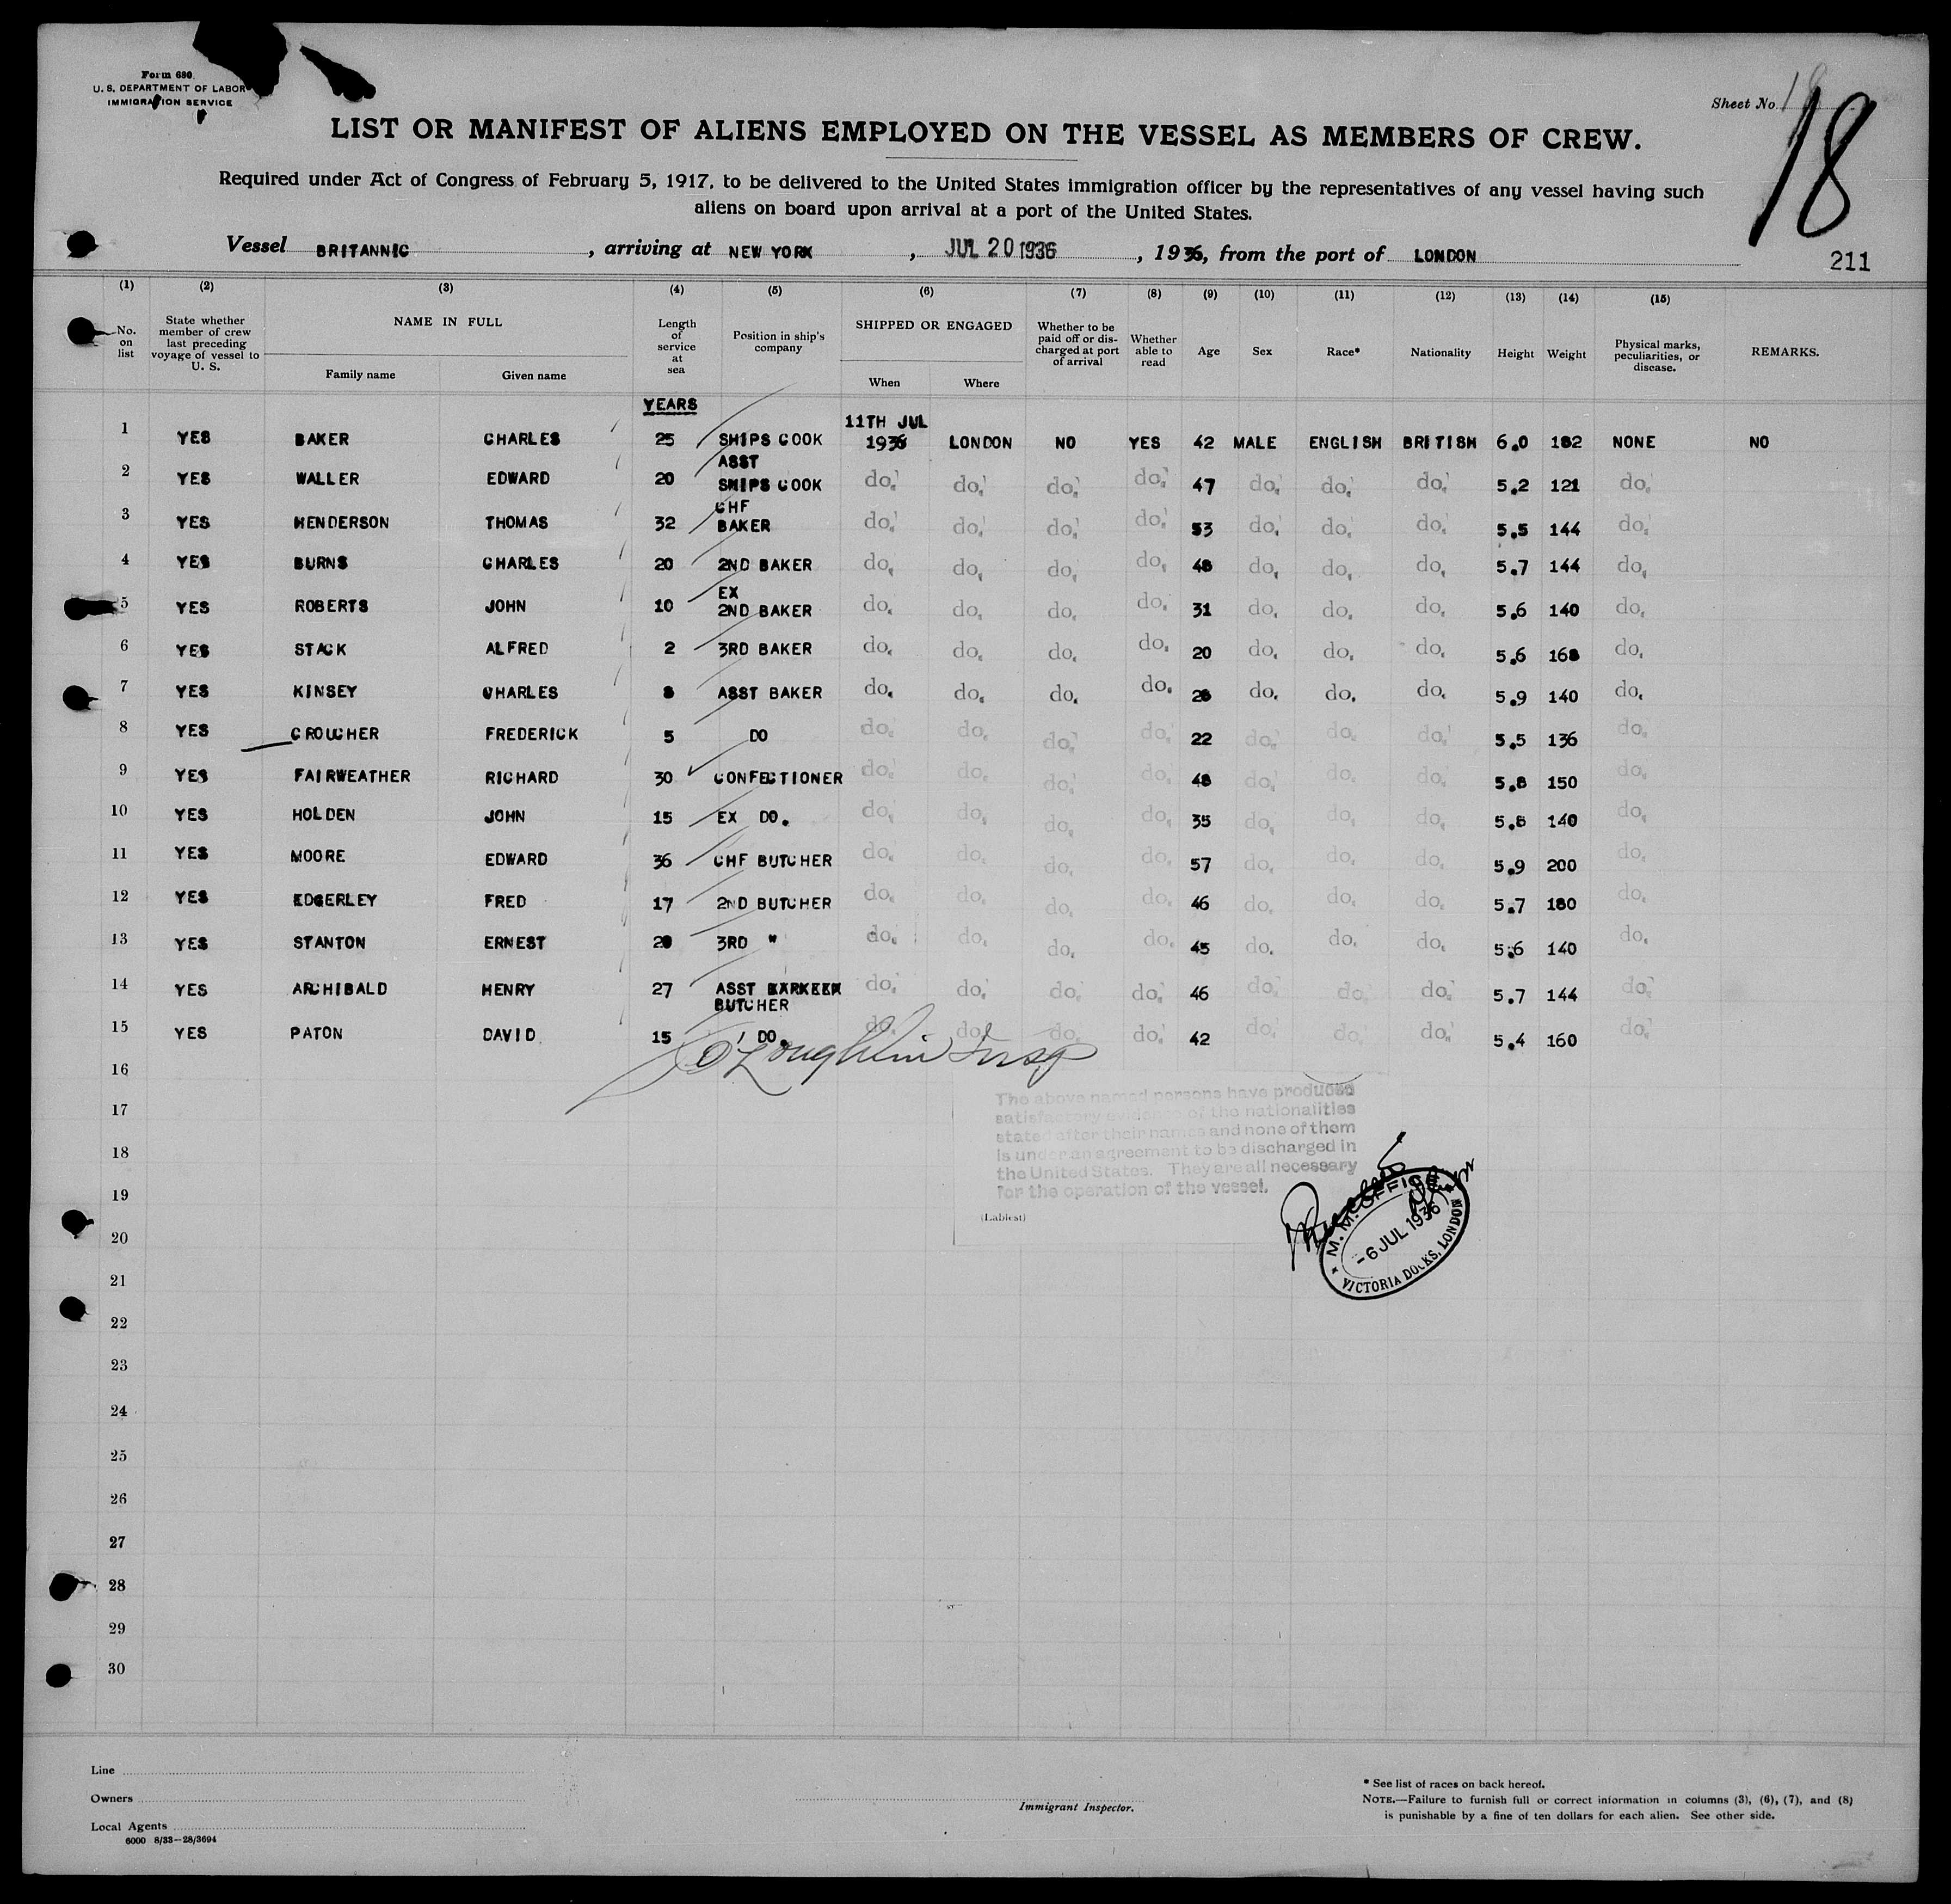 Form 680.
U. S. DEPARTMENT OF LABOR
IMMIGRATION SERVICE
Sheet No. 18
18
LIST OR MANIFEST OF ALIENS EMPLOYED ON THE VESSEL AS MEMBERS OF CREW.
Required under Act of Congress of February 5, 1917, to be delivered to the United States immigration officer by the representatives of any vessel having such
aliens on board upon arrival at a port of the United States.
Vessel BRITANNIC, arriving at NEW YORK, JUL 20 1936, 1936, from the port of LONDON
211
(1) (2) (3) (4) (5) (6) (7) (8) (9) (10) (11) (12) (13) (14) (15)
No. on list State whether member of crew last preceding voyage of vessel to U. S. NAME IN FULL Family name Given name Length of service at sea Position in ship's company SHIPPED OR ENGAGED When Where Whether to be paid off or discharged at port of arrival Whether able to read Age Sex Race* Nationality Height Weight Physical marks, peculiarities, or disease. REMARKS.
YEARS
1 YES BAKER CHARLES 25 SHIPS COOK 11TH JUL 1936 LONDON NO YES 42 MALE ENGLISH BRITISH 6.0 182 NONE NO
2 YES WALLER EDWARD 20 ASST SHIPS COOK do. do. do. do. 47 do. do. do. 5.2 121 do.
3 YES HENDERSON THOMAS 32 CHF BAKER do. do. do. do. 53 do. do. do. 5.5 144 do.
4 YES BURNS CHARLES 20 2ND BAKER do. do. do. do. 48 do. do. do. 5.7 144 do.
5 YES ROBERTS JOHN 10 EX 2ND BAKER do. do. do. do. 31 do. do. do. 5.6 140 do.
6 YES STACK ALFRED 2 3RD BAKER do. do. do. do. 20 do. do. do. 5.6 168 do.
7 YES KINSEY CHARLES 8 ASST BAKER do. do. do. do. 28 do. do. do. 5.9 140 do.
8 YES CROUCHER FREDERICK 5 DO do. do. do. do. 22 do. do. do. 5.5 136 do.
9 YES FAIRWEATHER RICHARD 30 CONFECTIONER do. do. do. do. 48 do. do. do. 5.8 150 do.
10 YES HOLDEN JOHN 15 EX DO. do. do. do. do. 35 do. do. do. 5.8 140 do.
11 YES MOORE EDWARD 36 CHF BUTCHER do. do. do. do. 57 do. do. do. 5.9 200 do.
12 YES EDGERLEY FRED 17 2ND BUTCHER do. do. do. do. 46 do. do. do. 5.7 180 do.
13 YES STANTON ERNEST 20 3RD " do. do. do. do. 45 do. do. do. 5.6 140 do.
14 YES ARCHIBALD HENRY 27 ASST BUTCHER do. do. do. do. 46 do. do. do. 5.7 144 do.
15 YES PATON DAVID 15 DO. do. do. do. do. 42 do. do. do. 5.4 160 do.
O'Loughlin Insp
16
17
18
19
20
21
22
23
24
25
26
27
28
29
30
The above named persons have produced
satisfactory evidence of the nationalities
stated after their names and none of them
is under an agreement to be discharged in
the United States. They are all necessary
for the operation of the vessel.
(Lablest)
M. M. OFFICE
-6 JUL 1936
VICTORIA DOCKS, LONDON
Line
Owners
Local Agents
6000 8/33—28/3694
Immigrant Inspector.
* See list of races on back hereof.
NOTE.—Failure to furnish full or correct information in columns (3), (6), (7), and (8)
is punishable by a fine of ten dollars for each alien. See other side.